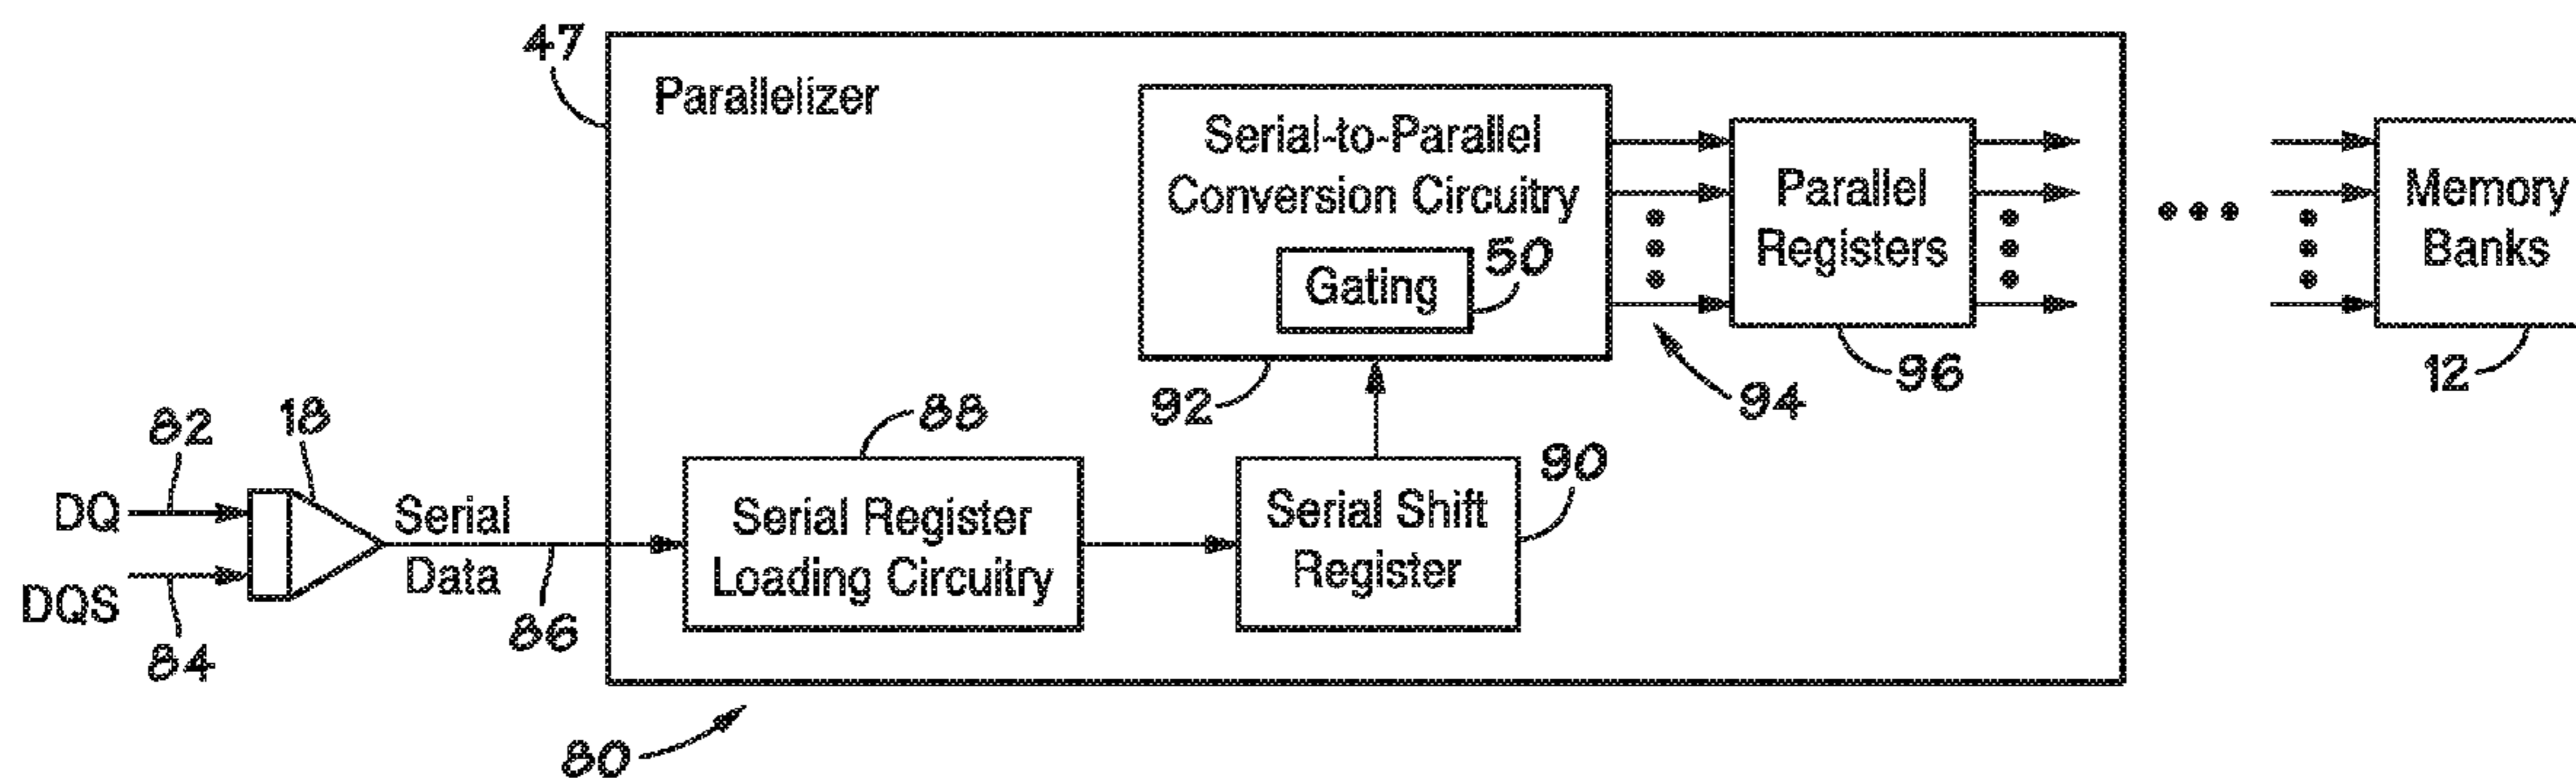 47
Parallelizer
Serial-to-Parallel
Conversion Circuitry
Gating
50
92
94
Parallel
Registers
96
Memory
Banks
12
82
18
DQ
DQS
84
Serial
Data
86
88
Serial Register
Loading Circuitry
Serial Shift
Register
90
80